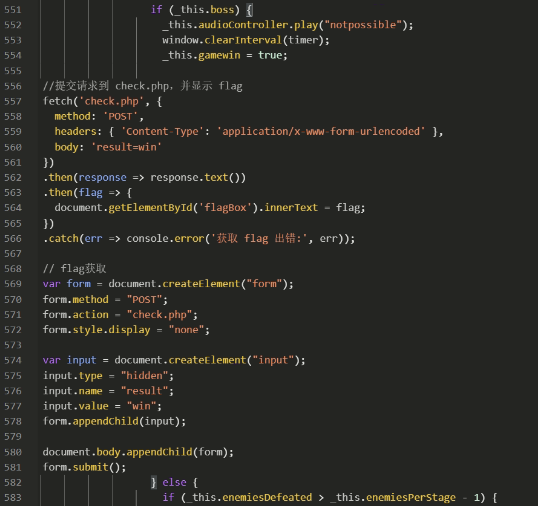 551 if (_this.boss) {
552 _this.audioController.play("notpossible");
553 window.clearInterval(timer);
554 _this.gamewin = true;
555
556 //提交请求到 check.php，并显示 flag
557 fetch('check.php', {
558 method: 'POST',
559 headers: { 'Content-Type': 'application/x-www-form-urlencoded' },
560 body: 'result=win'
561 })
562 .then(response => response.text())
563 .then(flag => {
564 document.getElementById('flagBox').innerText = flag;
565 })
566 .catch(err => console.error('获取 flag 出错:', err));
567
568 // flag获取
569 var form = document.createElement("form");
570 form.method = "POST";
571 form.action = "check.php";
572 form.style.display = "none";
573
574 var input = document.createElement("input");
575 input.type = "hidden";
576 input.name = "result";
577 input.value = "win";
578 form.appendChild(input);
579
580 document.body.appendChild(form);
581 form.submit();
582 } else {
583 if (_this.enemiesDefeated > _this.enemiesPerStage - 1) {